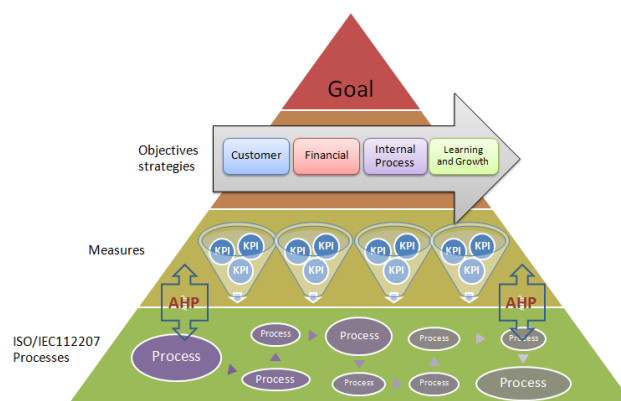 Goal
Objectives
strategies
Customer
Financial
Internal
Process
Learning
and Growth
Measures
KPI
KPI
KPI
KPI
KPI
KPI
KPI
KPI
KPI
KPI
KPI
KPI
AHP
AHP
ISO/IEC112207
Processes
Process
Process
Process
Process
Process
Process
Process
Process
Process
Process